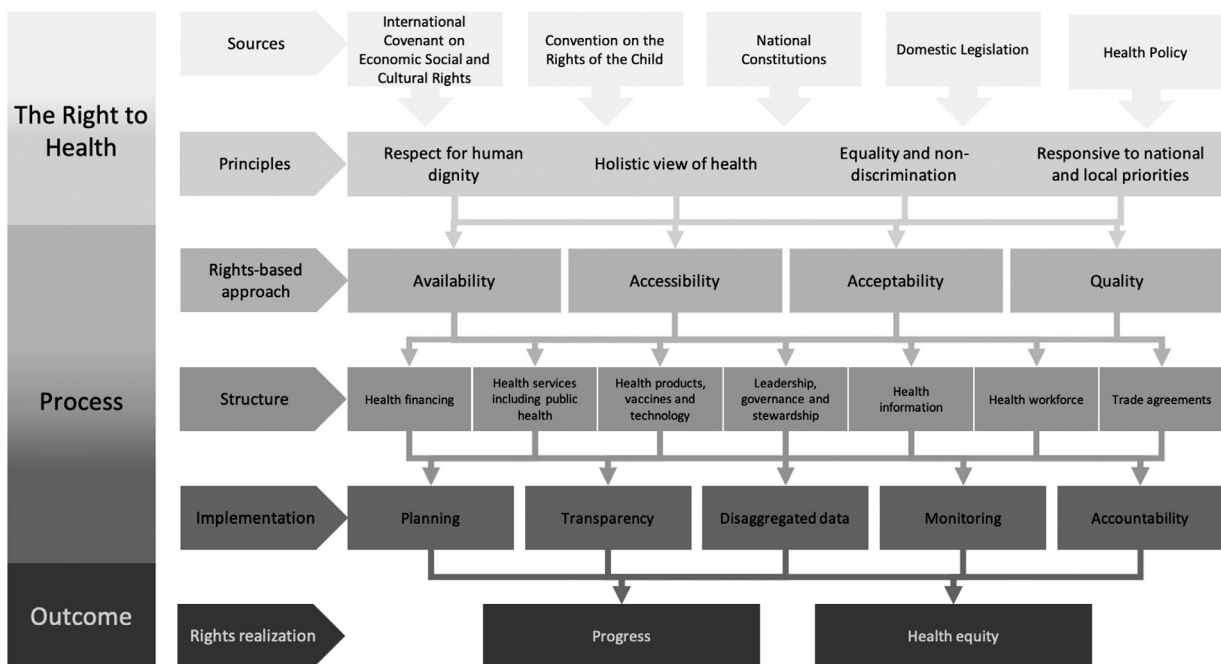 The Right to
Health
Process
Outcome
Sources
International
Covenant on
Economic Social and
Cultural Rights
Convention on the
Rights of the Child
National
Constitutions
Domestic Legislation
Health Policy
Principles
Respect for human
dignity
Holistic view of health
Equality and non-
discrimination
Responsive to national
and local priorities
Rights-based
approach
Availability
Accessibility
Acceptability
Quality
Structure
Health financing
Health services
including public
health
Health products,
vaccines and
technology
Leadership,
governance and
stewardship
Health
information
Health workforce
Trade agreements
Implementation
Planning
Transparency
Disaggregated data
Monitoring
Accountability
Rights realization
Progress
Health equity